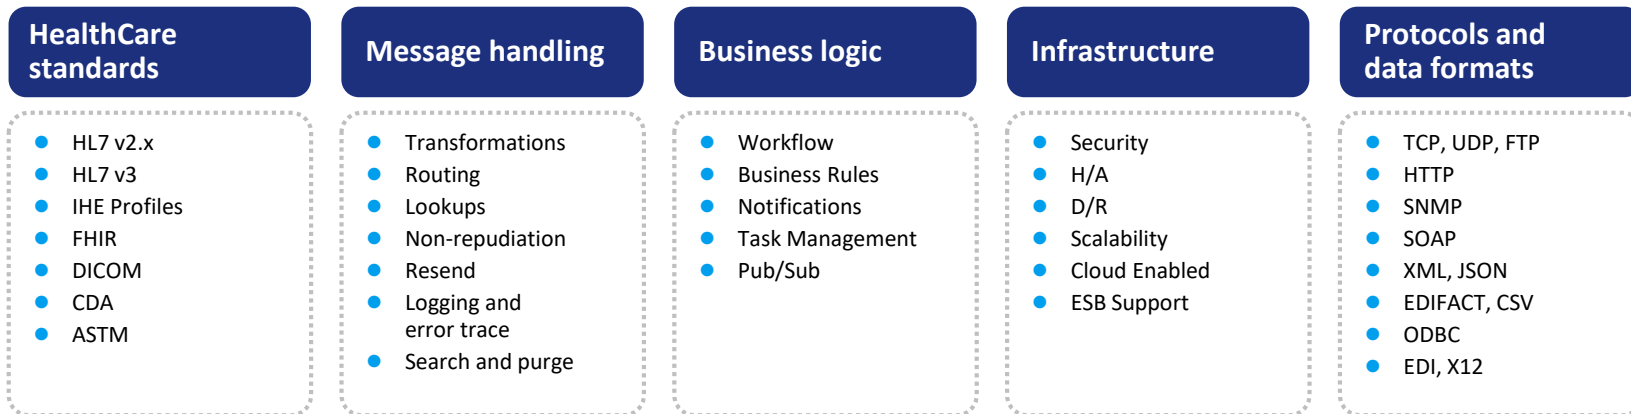 HealthCare
standards
HL7 v2.x
HL7 v3
IHE Profiles
FHIR
DICOM
CDA
ASTM
Message handling
Transformations
Routing
Lookups
Non-repudiation
Resend
Logging and
error trace
Search and purge
Business logic
Workflow
Business Rules
Notifications
Task Management
Pub/Sub
Infrastructure
Security
H/A
D/R
Scalability
Cloud Enabled
ESB Support
Protocols and
data formats
TCP, UDP, FTP
HTTP
SNMP
SOAP
XML, JSON
EDIFACT, CSV
ODBC
EDI, X12